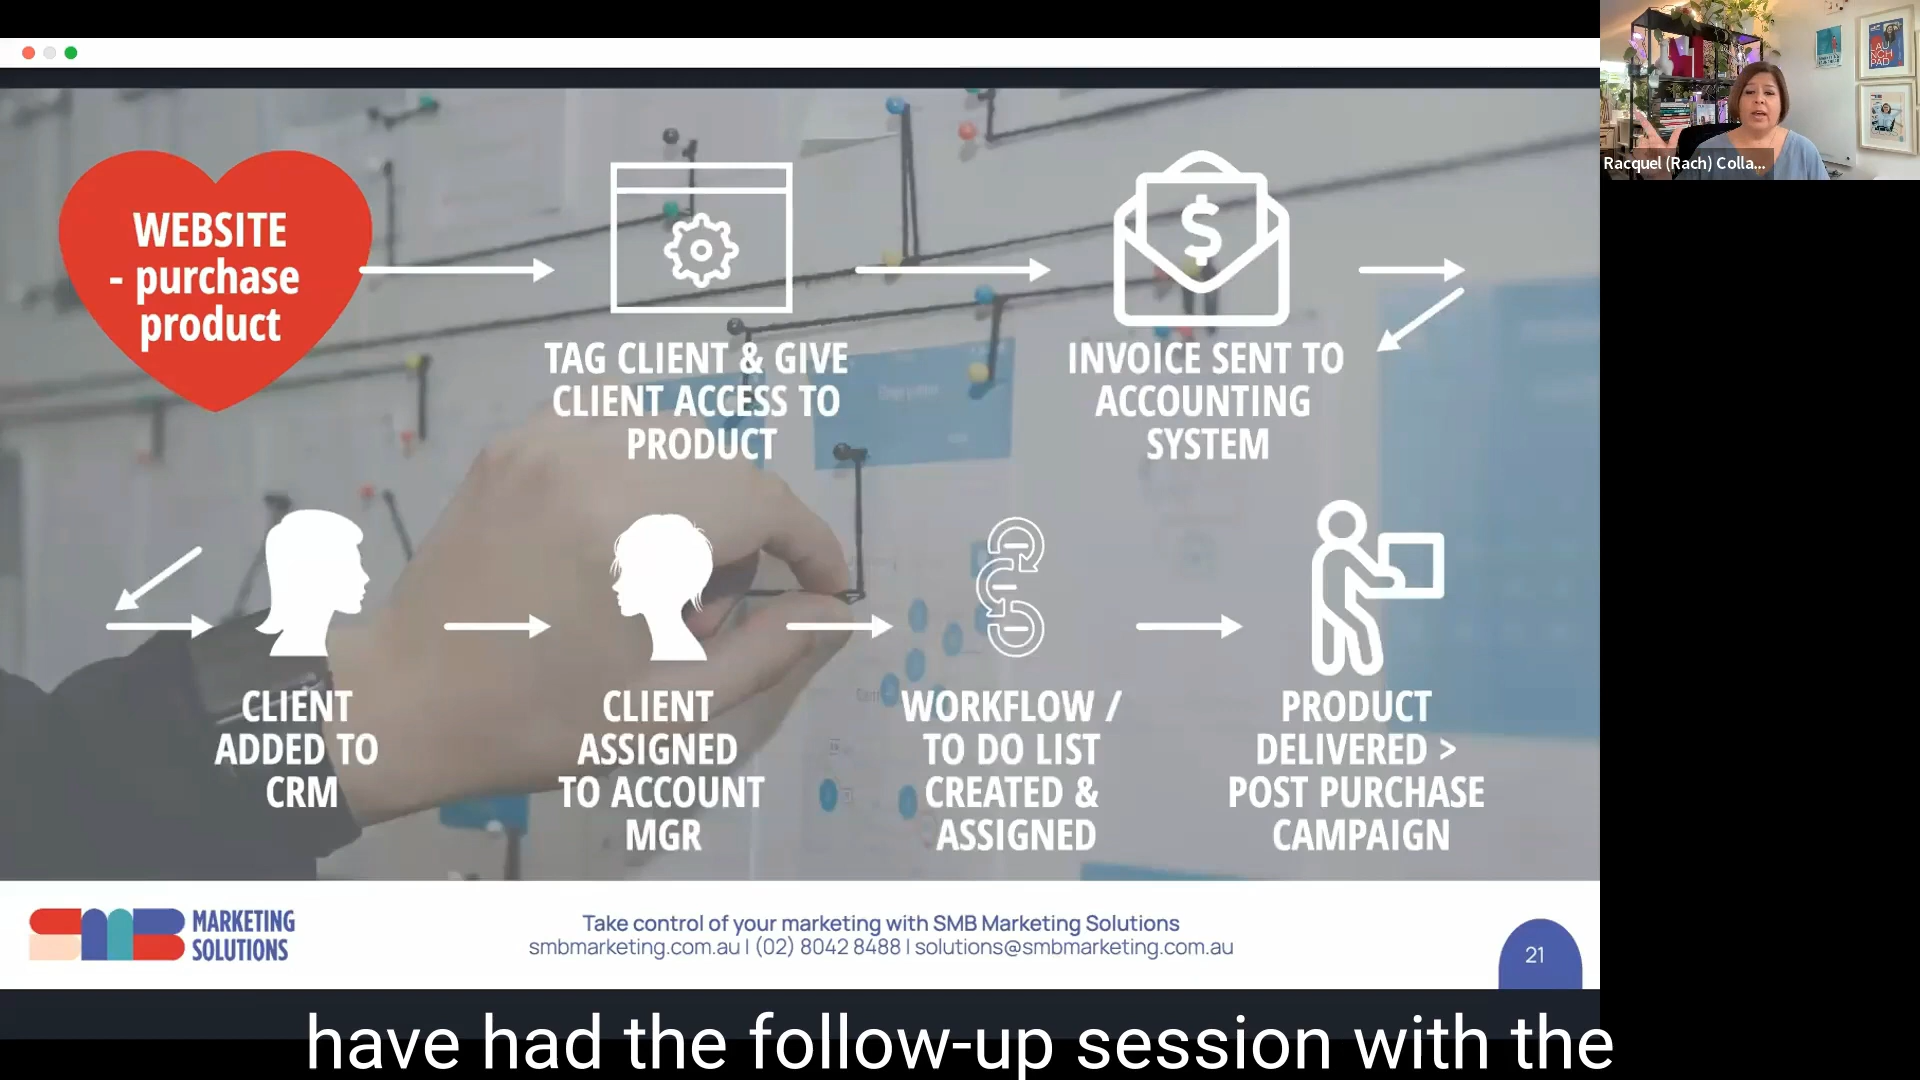 WEBSITE
- purchase
product
TAG CLIENT & GIVE
CLIENT ACCESS TO
PRODUCT
$
INVOICE SENT TO
ACCOUNTING
SYSTEM
CLIENT
ADDED TO
CRM
CLIENT
ASSIGNED
TO ACCOUNT
MGR
WORKFLOW /
TO DO LIST
CREATED &
ASSIGNED
PRODUCT
DELIVERED >
POST PURCHASE
CAMPAIGN
MARKETING
SOLUTIONS
Take control of your marketing with SMB Marketing Solutions
smbmarketing.com.au | (02) 8042 8488 | solutions@smbmarketing.com.au
21
LAU
NCH
PAD
Racquel (Rach) Colla...
have had the follow-up session with the